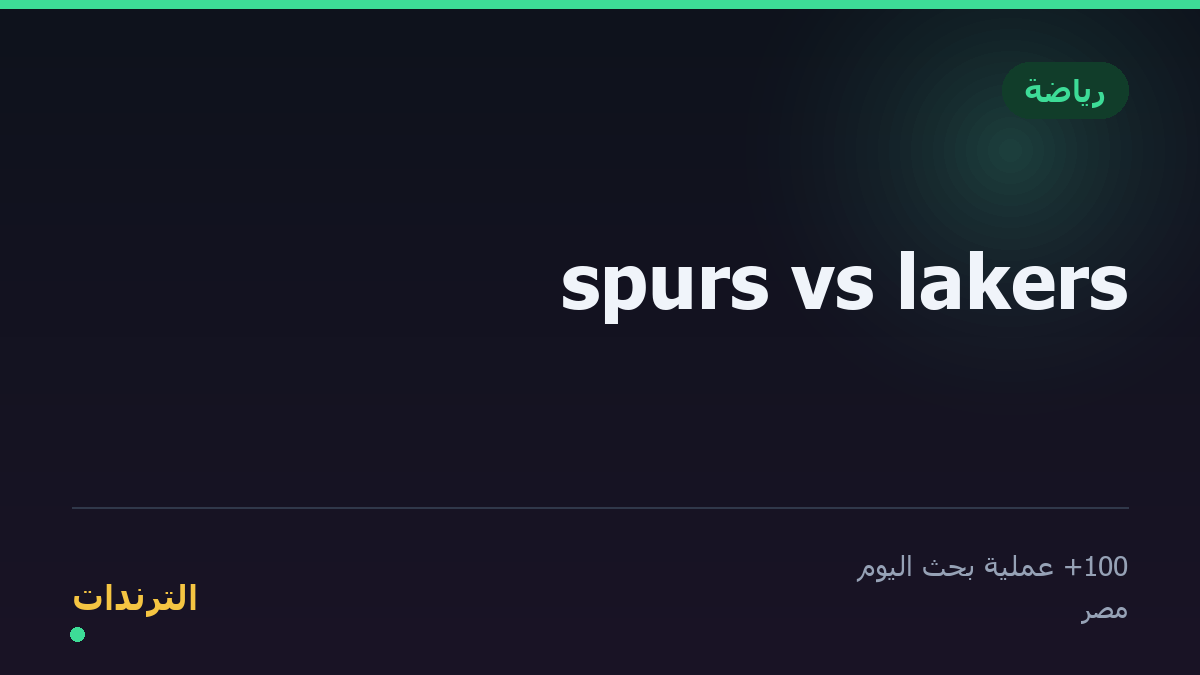 رياضة
spurs vs lakers
100+ عملية بحث اليوم
مصر
الترندات